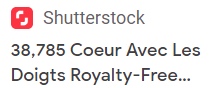 Shutterstock
38,785 Coeur Avec Les
Doigts Royalty-Free...